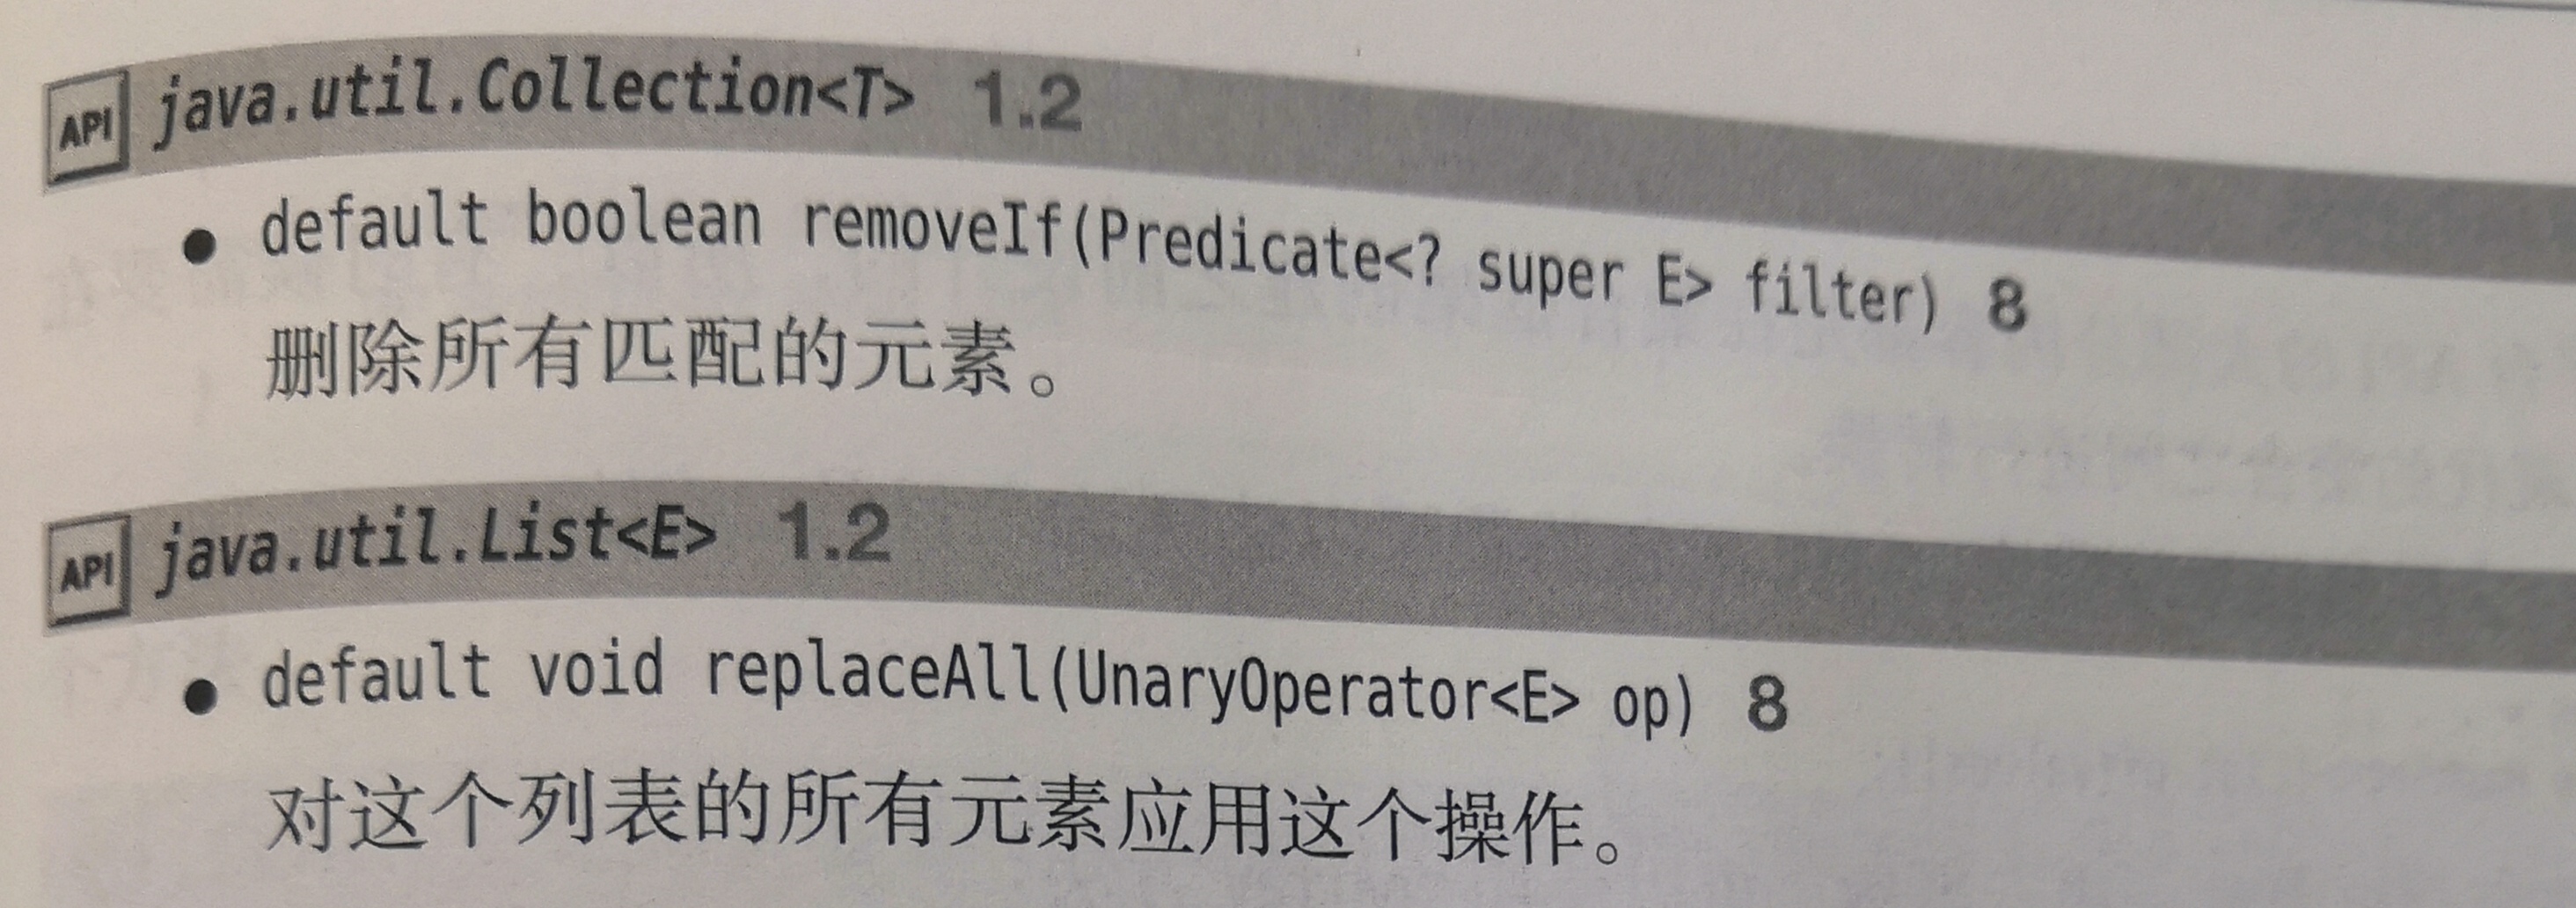 API java.util.Collection<T> 1.2
● default boolean removeIf(Predicate<? super E> filter) 8
删除所有匹配的元素。
API java.util.List<E> 1.2
● default void replaceAll(UnaryOperator<E> op) 8
对这个列表的所有元素应用这个操作。